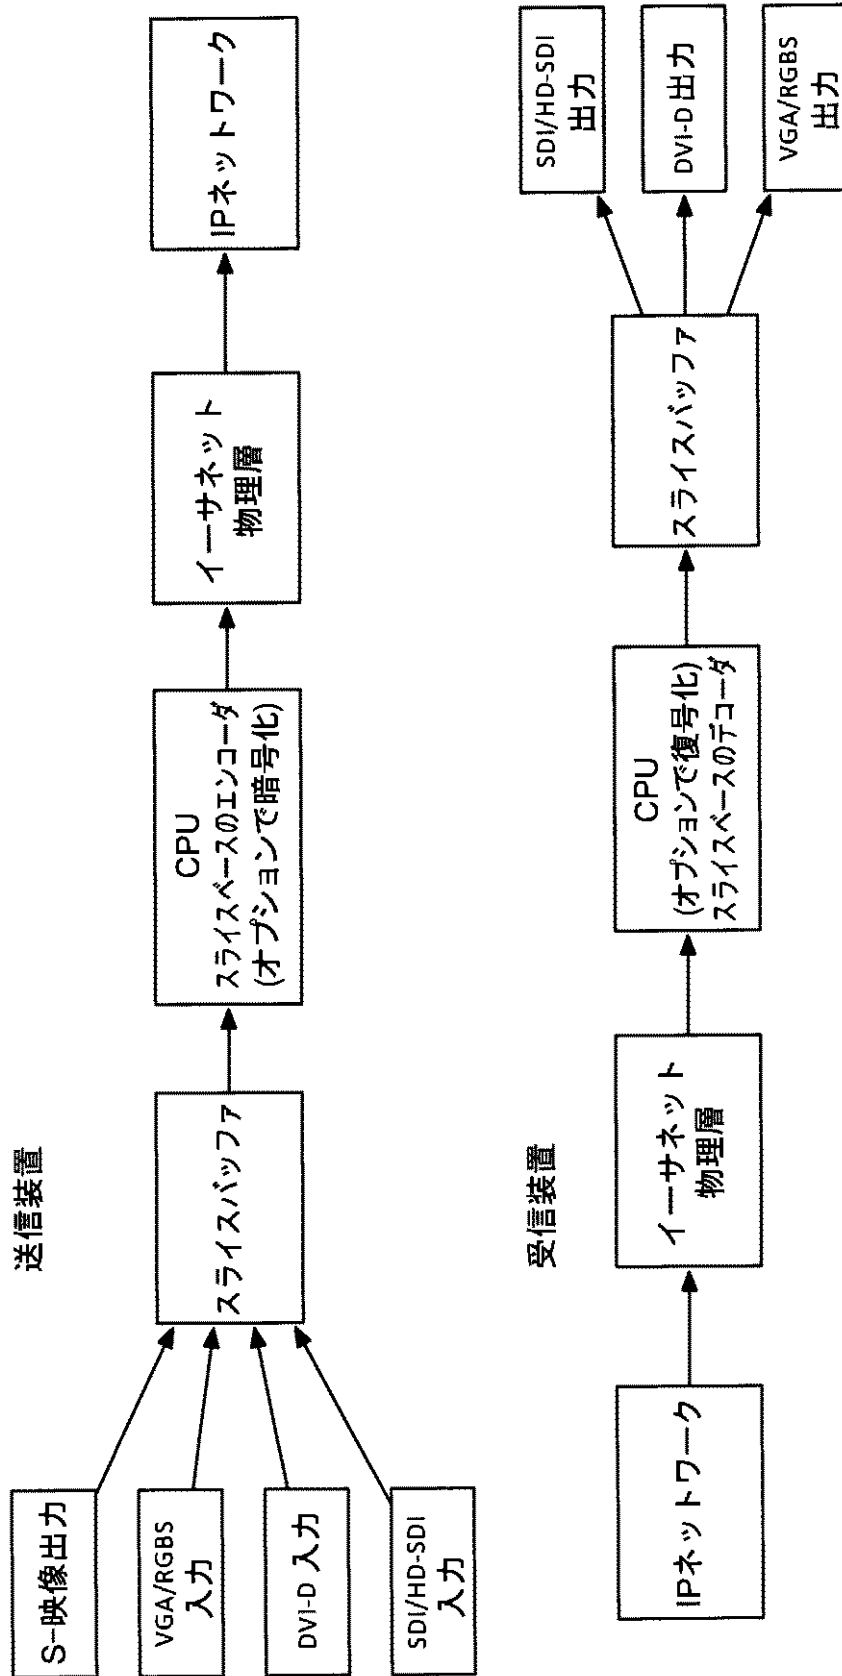 送信装置
S-映像出力
VGA/RGBS
入力
DVI-D 入力
SDI/HD-SDI
入力
スライスバッファ
CPU
スライスベースのエンコーダ
(オプションで暗号化)
イーサネット
物理層
IPネットワーク
受信装置
IPネットワーク
イーサネット
物理層
CPU
(オプションで復号化)
スライスベースのデコーダ
スライスバッファ
SDI/HD-SDI
出力
DVI-D 出力
VGA/RGBS
出力